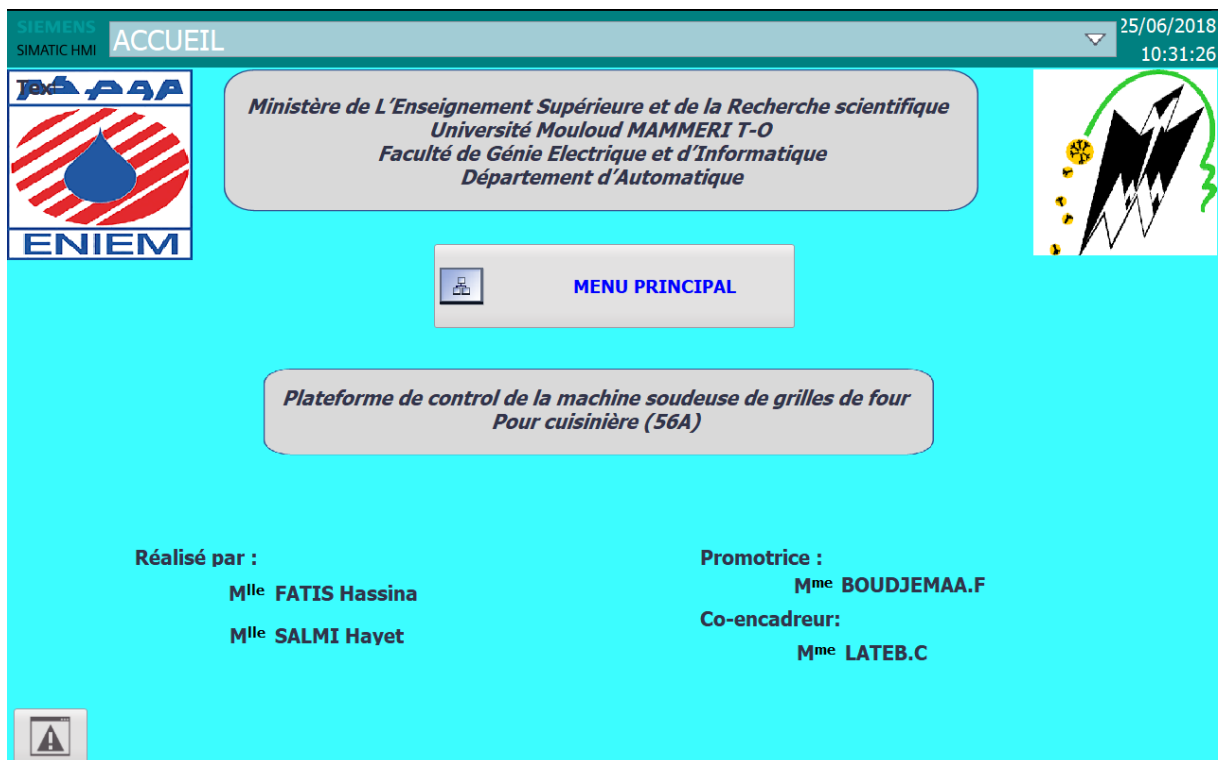 SIEMENS
SIMATIC HMI
ACCUEIL
25/06/2018
10:31:26
Text
ENIEM
Ministère de L'Enseignement Supérieure et de la Recherche scientifique
Université Mouloud MAMMERI T-O
Faculté de Génie Electrique et d'Informatique
Département d'Automatique
MENU PRINCIPAL
Plateforme de control de la machine soudeuse de grilles de four
Pour cuisinière (56A)
Réalisé par :
Mlle FATIS Hassina
Mlle SALMI Hayet
Promotrice :
Mme BOUDJEMAA.F
Co-encadreur:
Mme LATEB.C